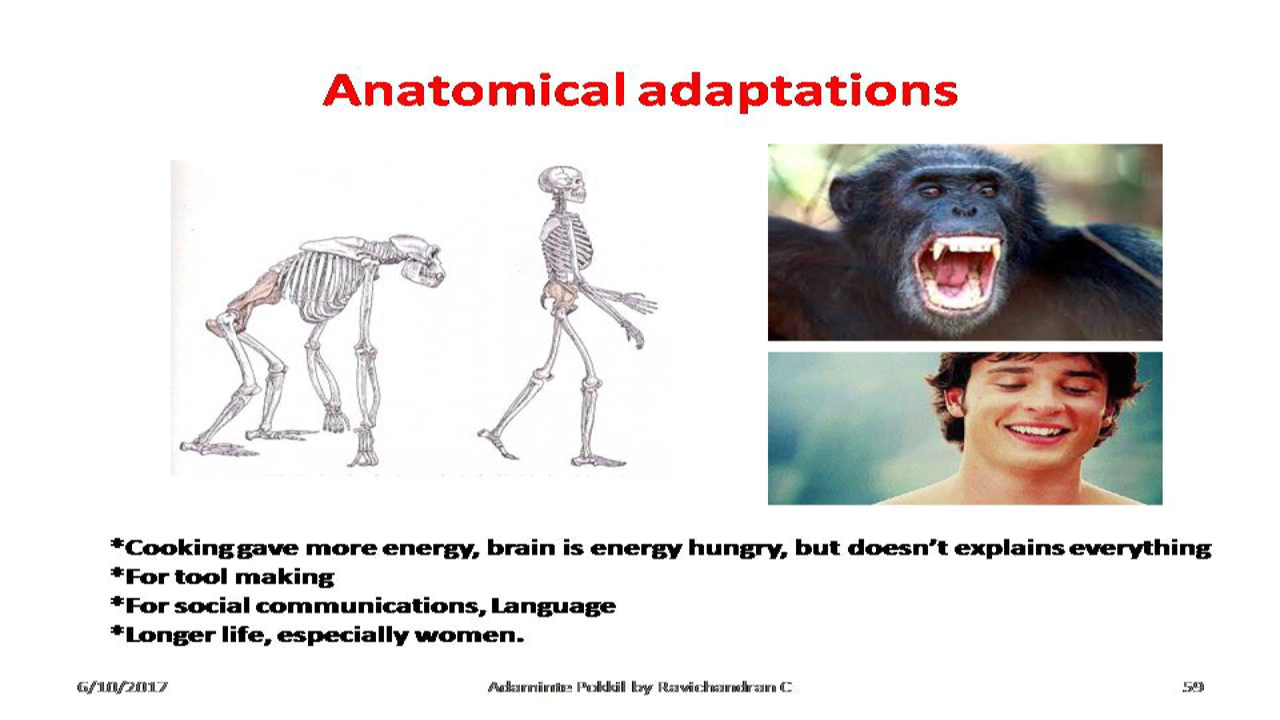 Anatomical adaptations
*Cooking gave more energy, brain is energy hungry, but doesn't explains everything
*For tool making
*For social communications, Language
*Longer life, especially women.
6/10/2017
Adaminte Pokkil by Ravichandran C
59